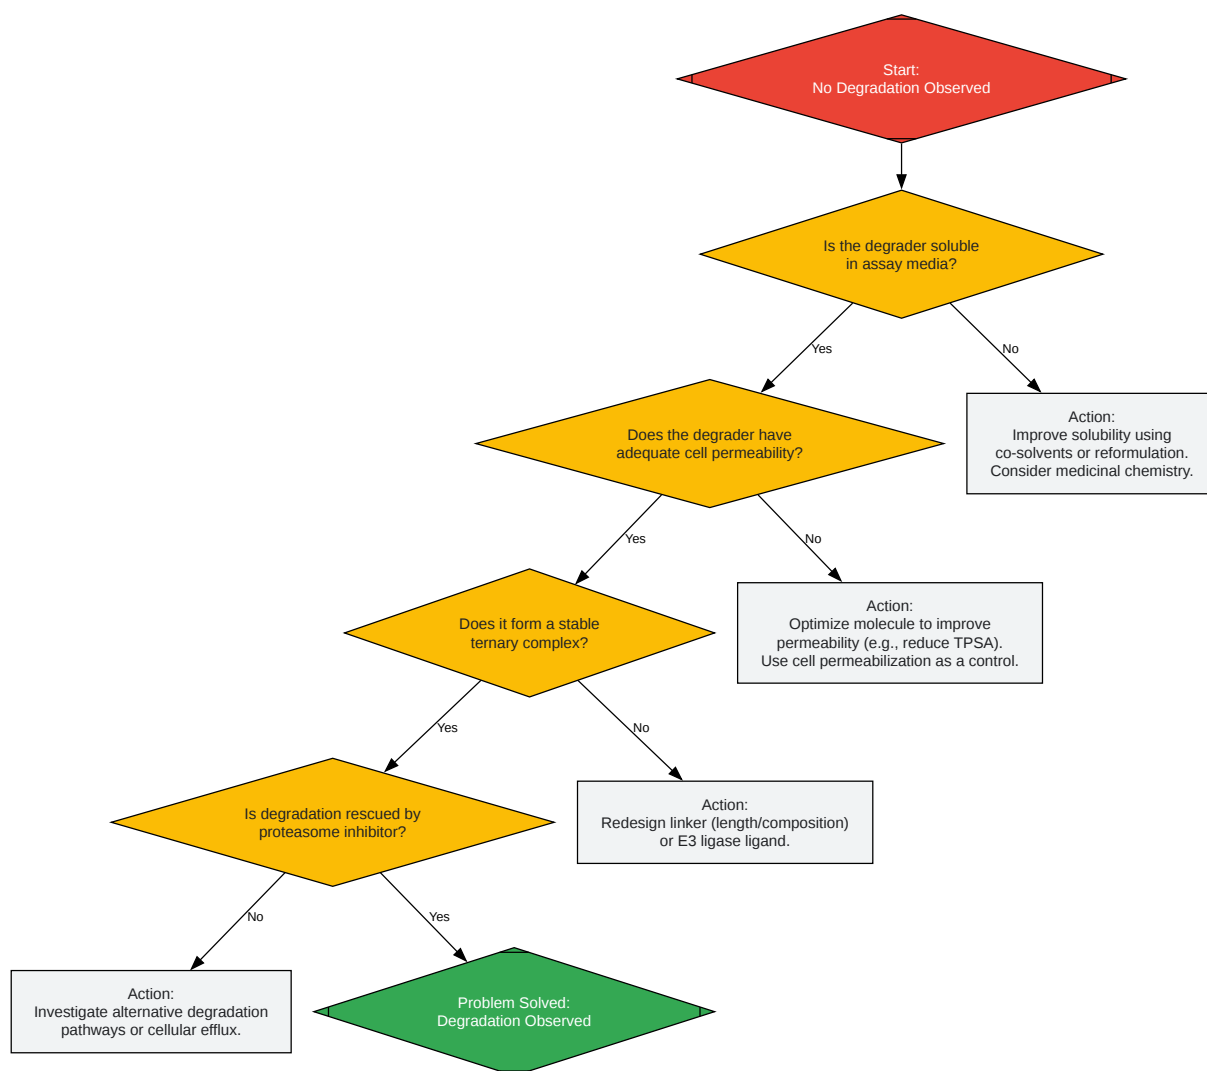 Start:
No Degradation Observed
Is the degrader soluble
in assay media?
Yes
No
Does the degrader have
adequate cell permeability?
Action:
Improve solubility using
co-solvents or reformulation.
Consider medicinal chemistry.
Yes
No
Does it form a stable
ternary complex?
Action:
Optimize molecule to improve
permeability (e.g., reduce TPSA).
Use cell permeabilization as a control.
Yes
No
Is degradation rescued by
proteasome inhibitor?
Action:
Redesign linker (length/composition)
or E3 ligase ligand.
No
Yes
Action:
Investigate alternative degradation
pathways or cellular efflux.
Problem Solved:
Degradation Observed